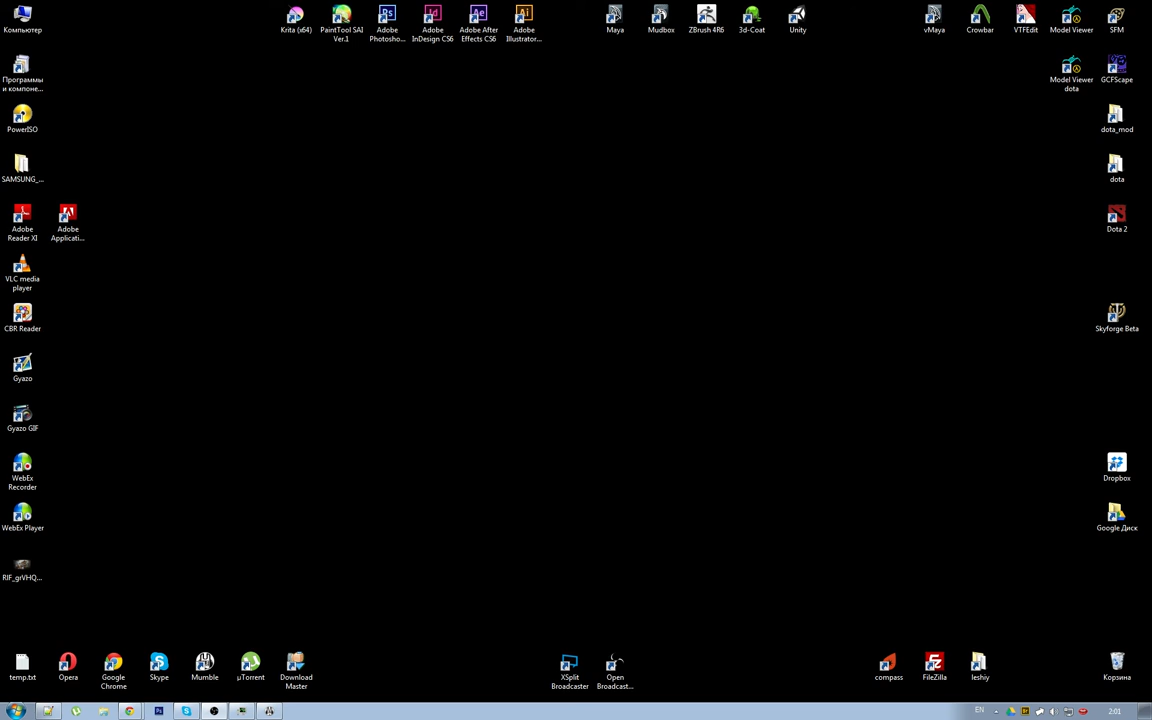 Компьютер
Krita (x64)
PaintTool SAI
Ver.1
Adobe
Photosho...
Adobe
InDesign CS6
Adobe After
Effects CS6
Adobe
Illustrator...
Maya
Mudbox
ZBrush 4R6
3d-Coat
Unity
vMaya
Crowbar
VTFEdit
Model Viewer
SFM
Программы
и компоне...
Model Viewer
dota
GCFScape
PowerISO
dota_mod
SAMSUNG_...
dota
Adobe
Reader XI
Adobe
Applicati...
Dota 2
VLC media
player
CBR Reader
Skyforge Beta
Gyazo
Gyazo GIF
WebEx
Recorder
Dropbox
WebEx Player
Google Диск
RIF_grVHQ...
temp.txt
Opera
Google
Chrome
Skype
Mumble
µTorrent
Download
Master
XSplit
Broadcaster
Open
Broadcast...
compass
FileZilla
leshiy
Корзина
EN
2:01